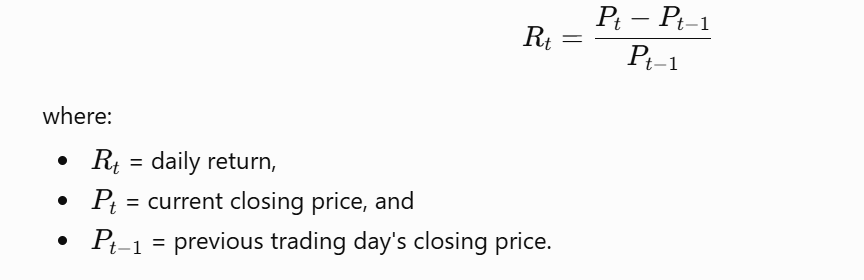 R_t = \frac{P_t - P_{t-1}}{P_{t-1}}
where:
• R_t = daily return,
• P_t = current closing price, and
• P_{t-1} = previous trading day's closing price.